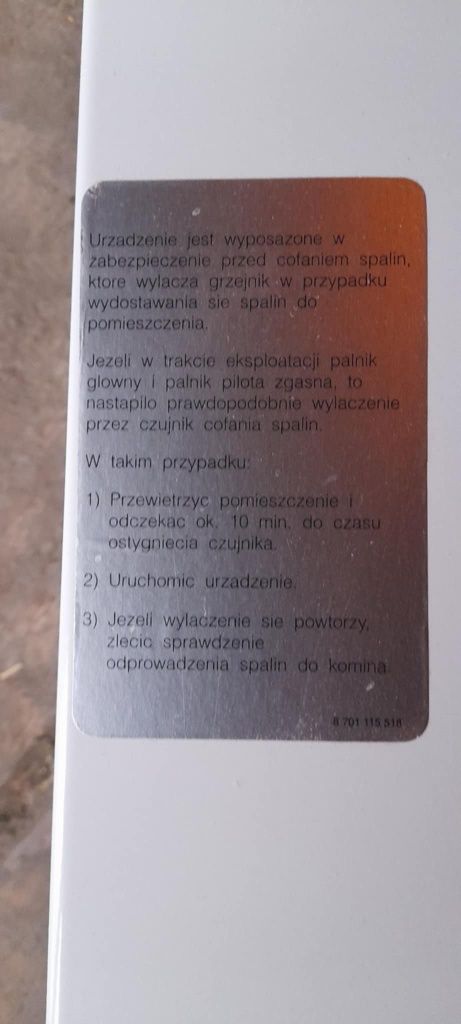 Urzadzenie jest wyposazone w
zabezpieczenie przed cofaniem spalin,
ktore wylacza grzejnik w przypadku
wydostawania sie spalin do
pomieszczenia.
Jezeli w trakcie eksploatacji palnik
glowny i palnik pilota zgasna, to
nastapilo prawdopodobnie wylaczenie
przez czujnik cofania spalin.
W takim przypadku:
1) Przewietrzyc pomieszczenie i
odczekac ok. 10 min. do czasu
ostygniecia czujnika.
2) Uruchomic urzadzenie.
3) Jezeli wylaczenie sie powtorzy,
zlecic sprawdzenie
odprowadzenia spalin do komina.
8 701 115 518